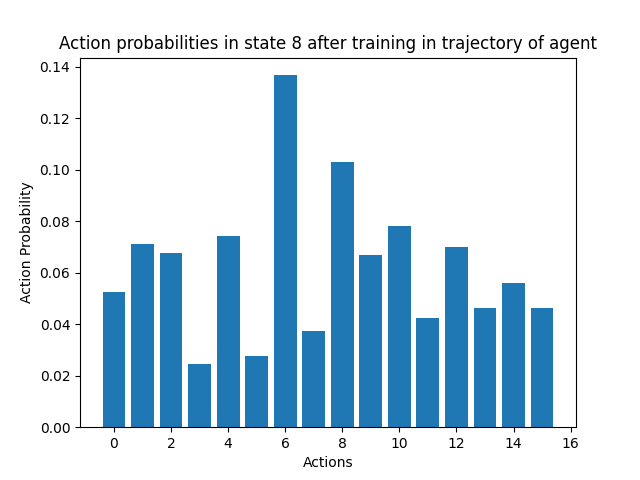 Action probabilities in state 8 after training in trajectory of agent
0.14
0.12
0.10
0.08
0.06
0.04
0.02
0.00
Action Probability
0 2 4 6 8 10 12 14 16
Actions